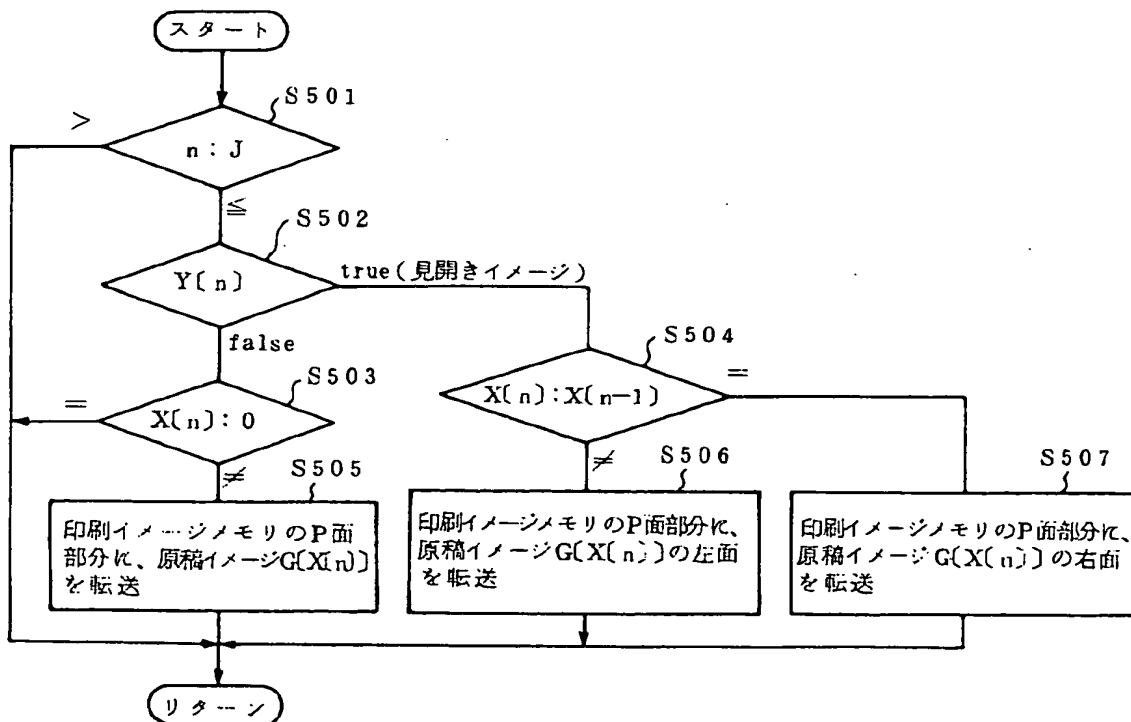 スタート
S501
>
n : J
≦
S502
Y〔n〕
true(見開きイメージ)
false
S503
=
X〔n〕: 0
≠
S504
X〔n〕:X〔n−1〕
=
≠
S505
印刷イメージメモリのP面
部分に、原稿イメージG〔X〔n〕〕
を転送
S506
印刷イメージメモリのP面部分に、
原稿イメージG〔X〔n〕〕の左面
を転送
S507
印刷イメージメモリのP面部分に、
原稿イメージG〔X〔n〕〕の右面
を転送
リターン